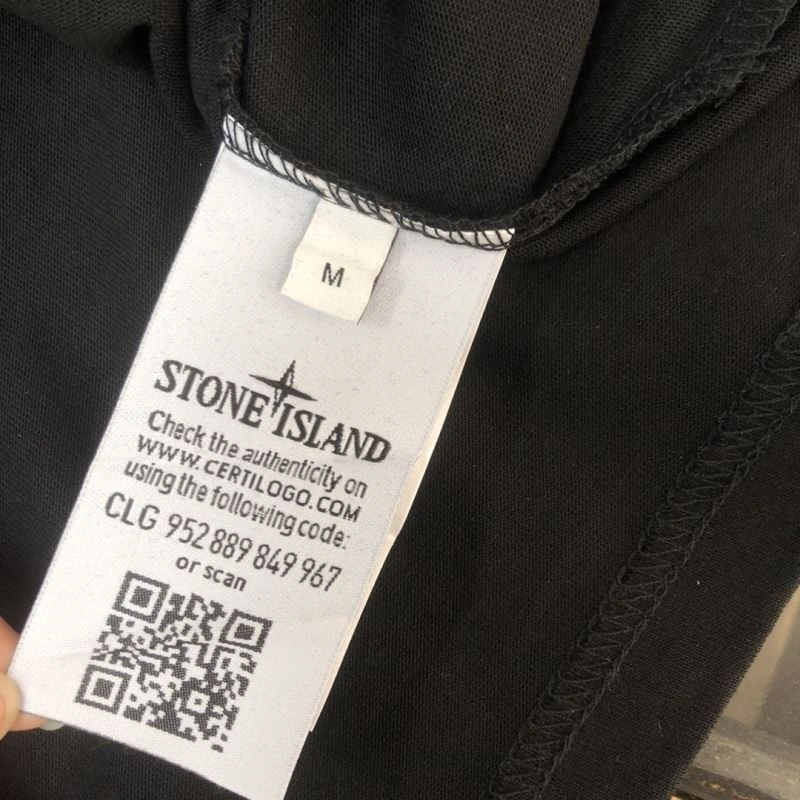 M
STONE ISLAND
Check the authenticity on
WWW.CERTILOGO.COM
using the following code:
CLG 952 889 849 967
or scan